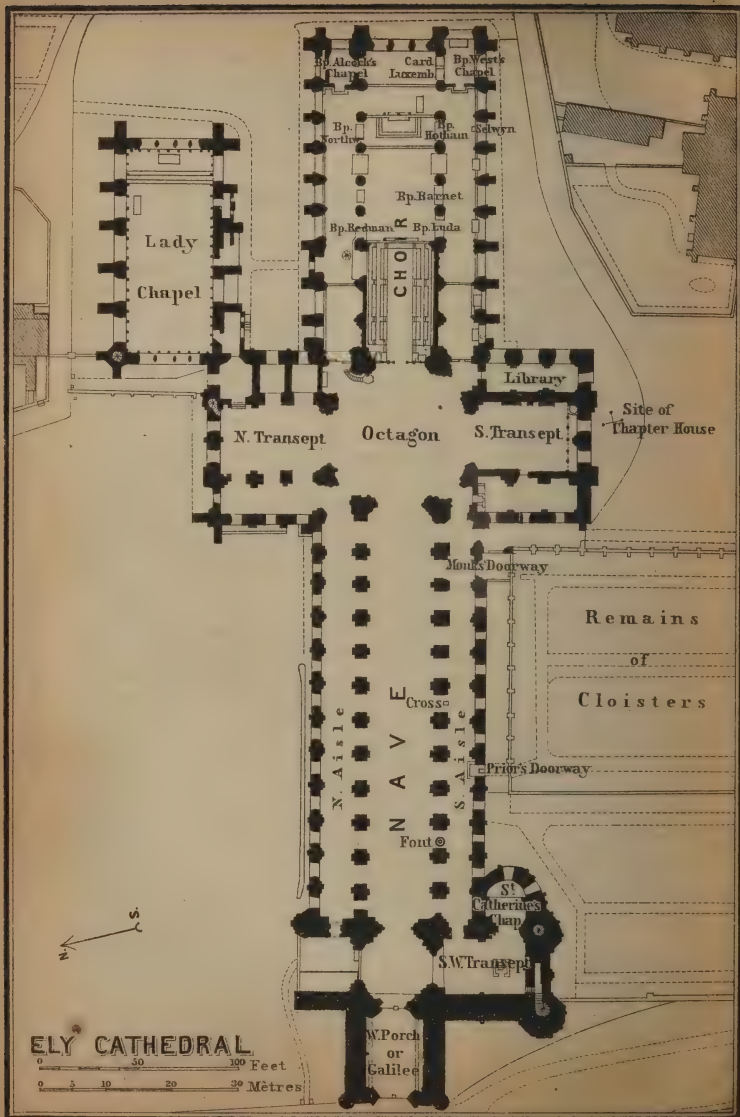 Bp. Alcock's
Chapel
Card.
Luxemb.
Bp. West's
Chapel
Bp.
Northw.
Bp.
Hotham
Selwyn
Bp. Barnet
Bp. Redman
Bp. Luda
CHOIR
Lady
Chapel
Library
N. Transept
Octagon
S. Transept
Site of
Chapter House
Monks' Doorway
Remains
of
Cloisters
NAVE
Cross
N. Aisle
S. Aisle
Prior's Doorway
Font
St
Catherine's
Chap.
S.W. Transept
N.
S.
W. Porch
or
Galilee
ELY CATHEDRAL
0 50 100 Feet
0 5 10 20 30 Mètres